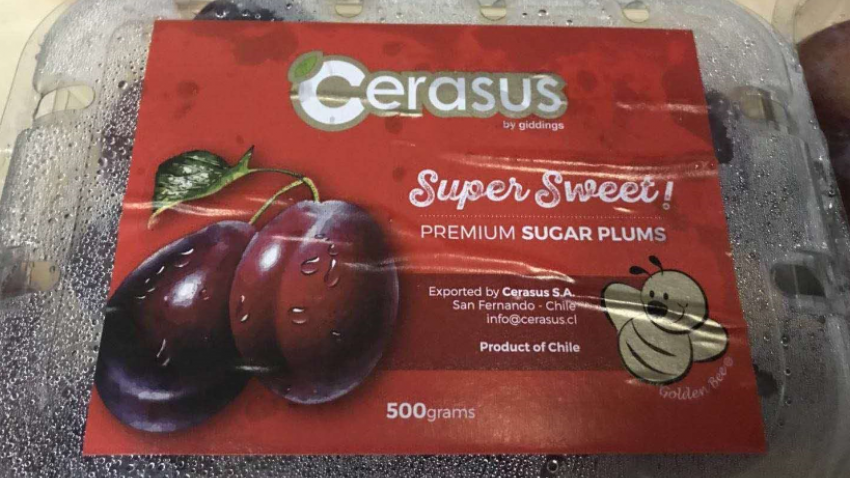 Cerasus
by giddings
Super Sweet!
PREMIUM SUGAR PLUMS
Exported by Cerasus S.A.
San Fernando - Chile
info@cerasus.cl
Product of Chile
Golden Bee®
500grams